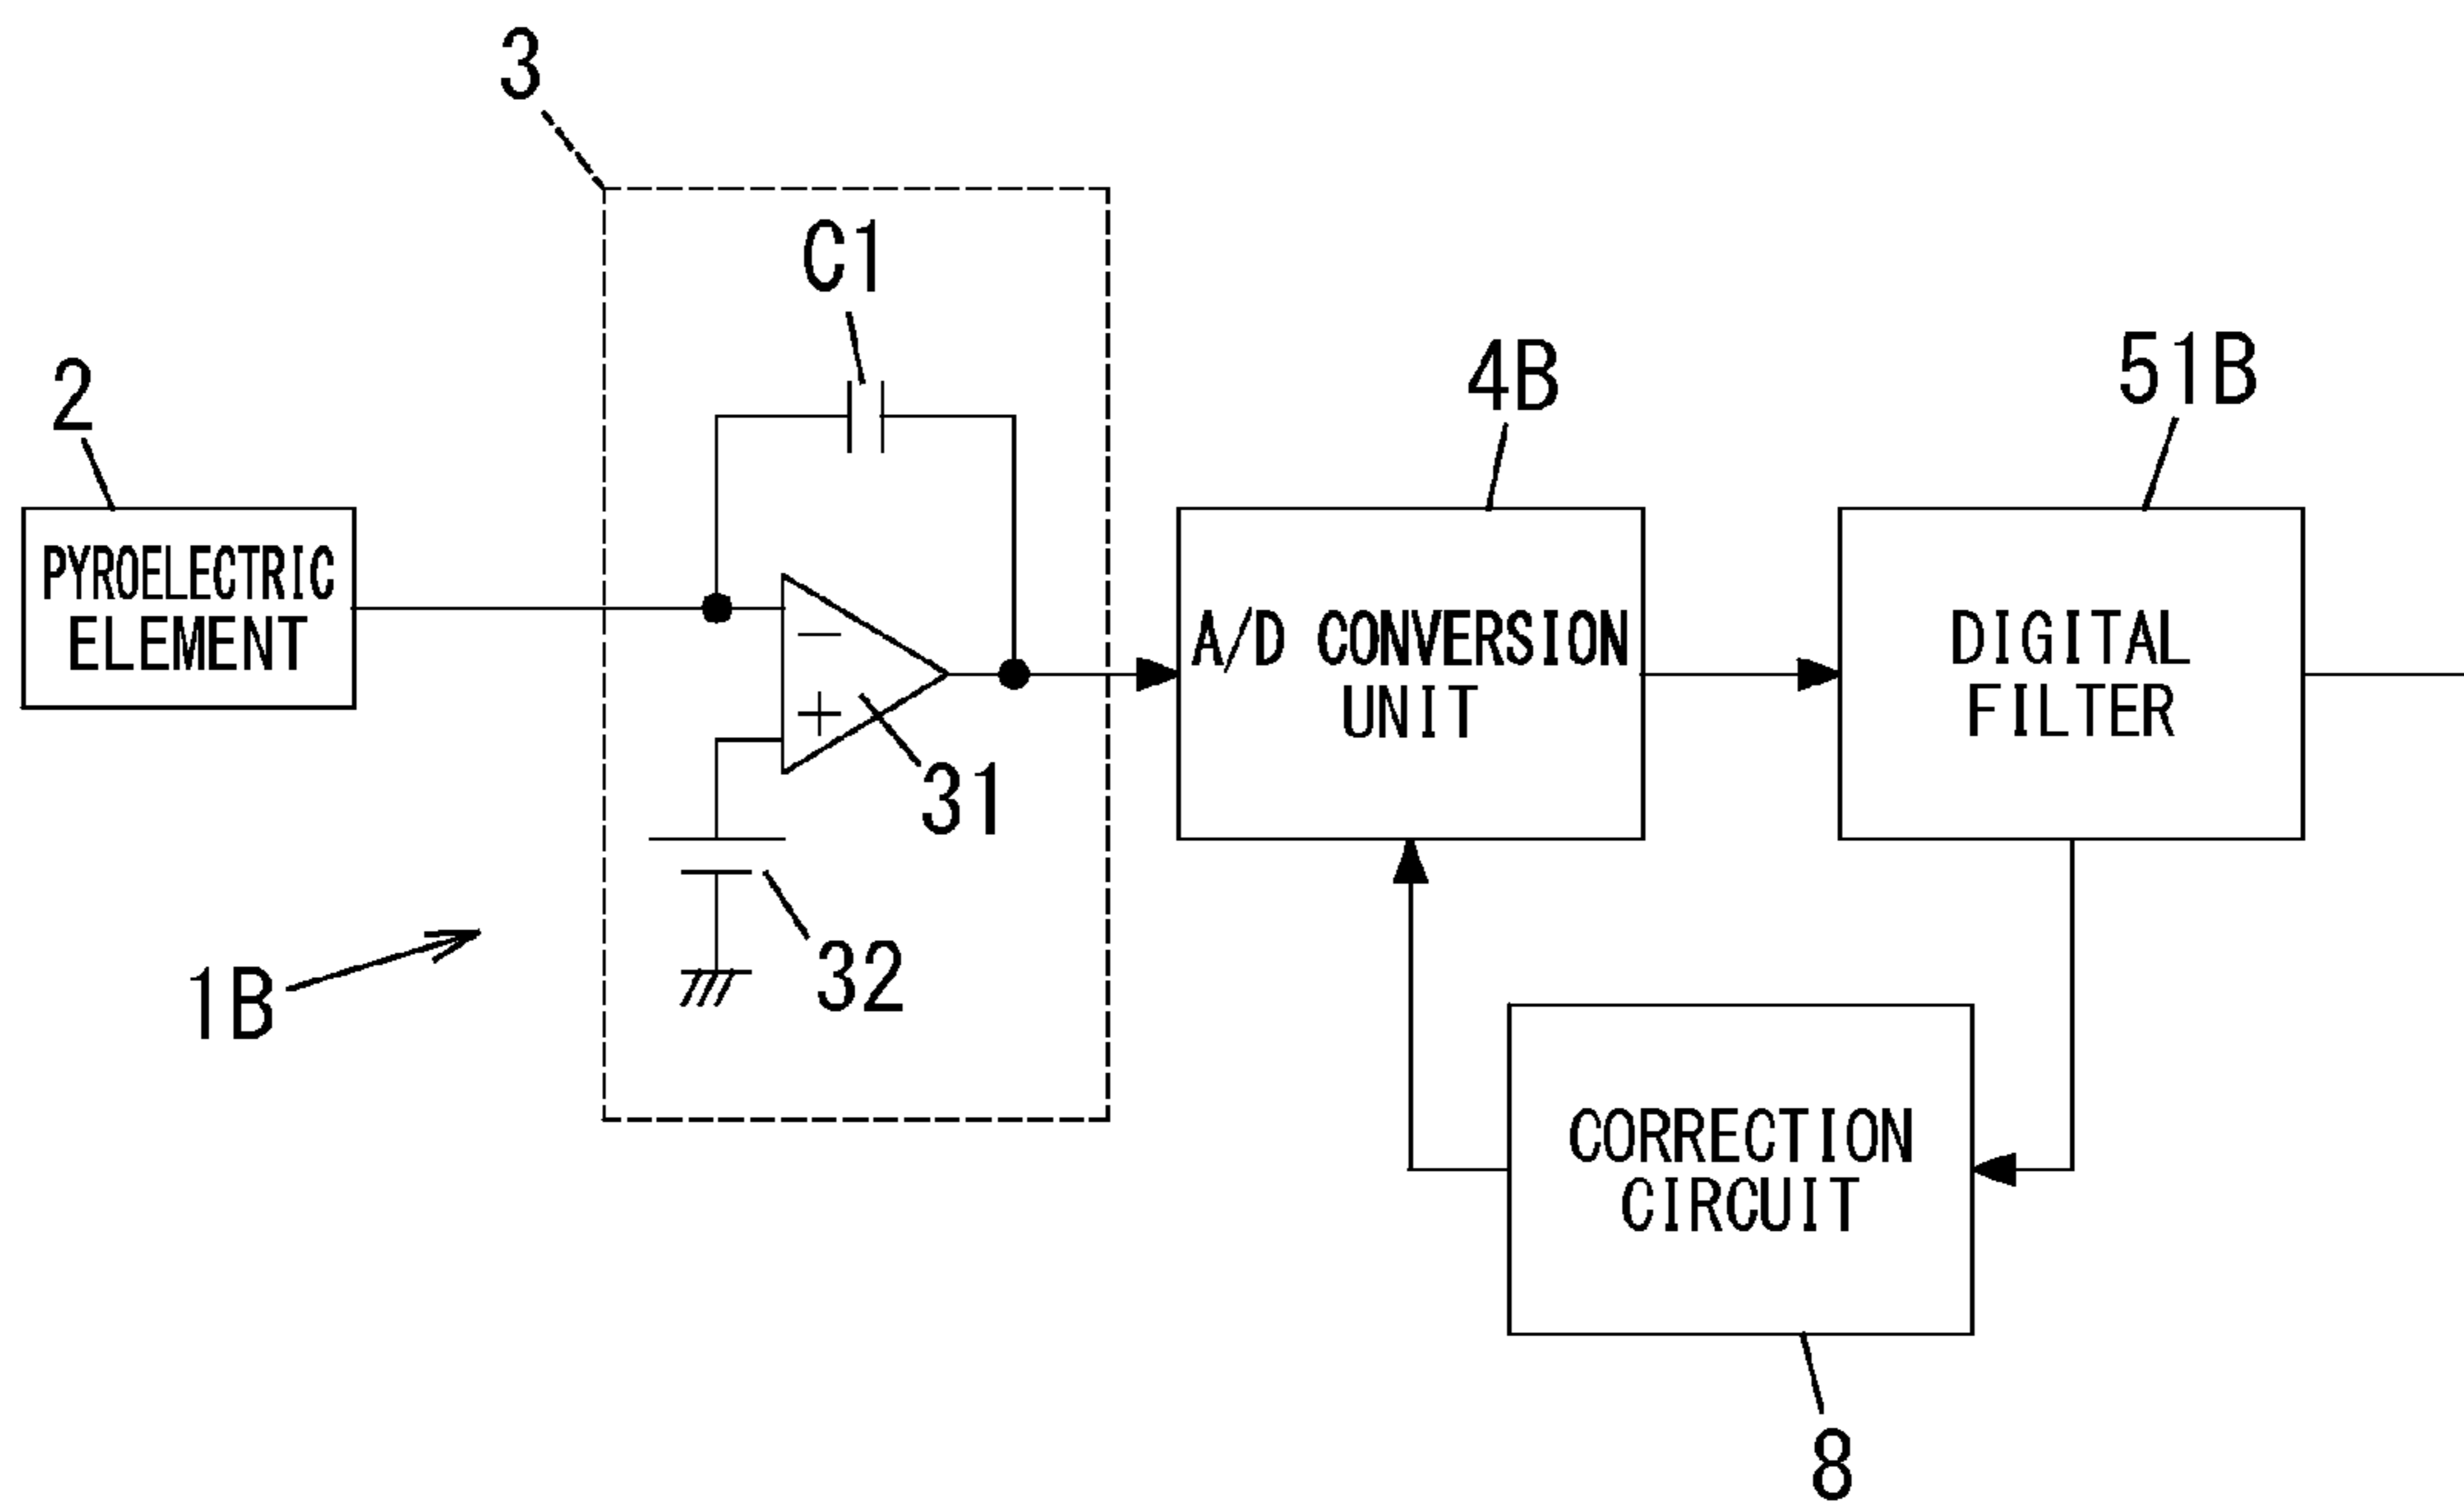 3
C1
2
4B
51B
PYROELECTRIC
ELEMENT
−
+
A/D CONVERSION
UNIT
DIGITAL
FILTER
31
32
1B
CORRECTION
CIRCUIT
8